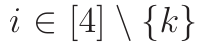 i ∈ [4] \ {k}